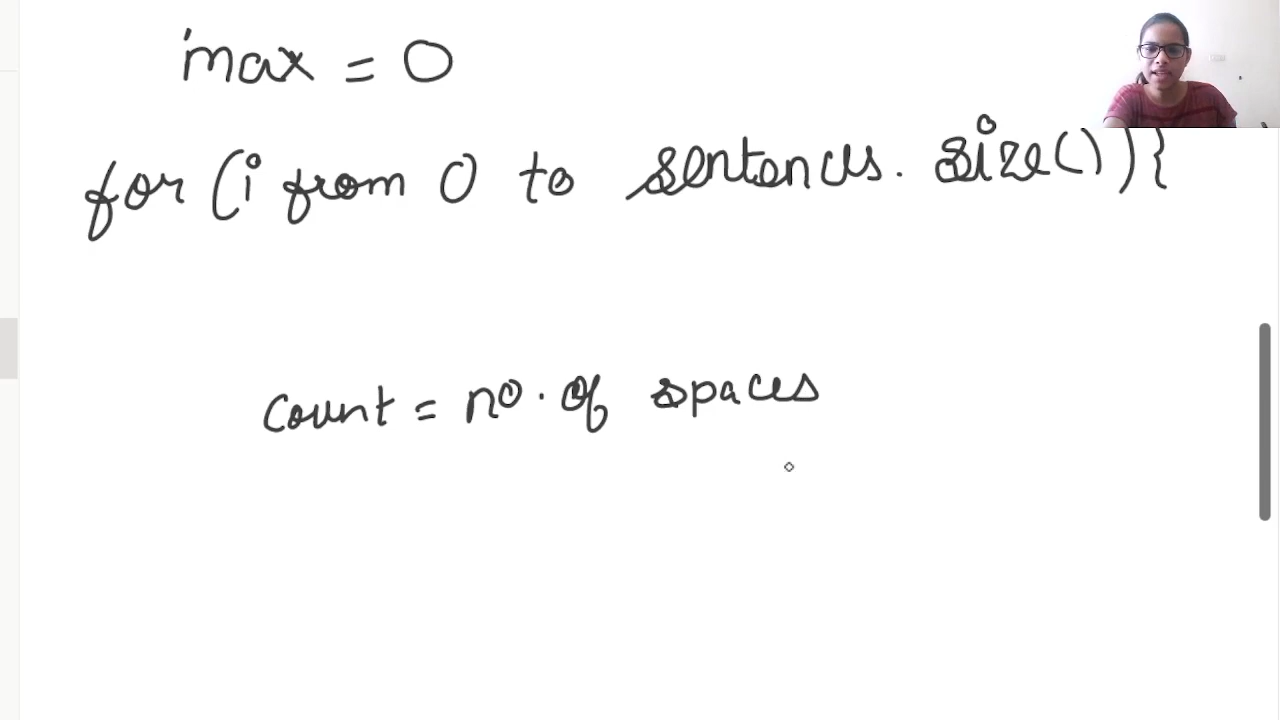 max = 0
for (i from 0 to sentences. size()) {
count = no. of spaces